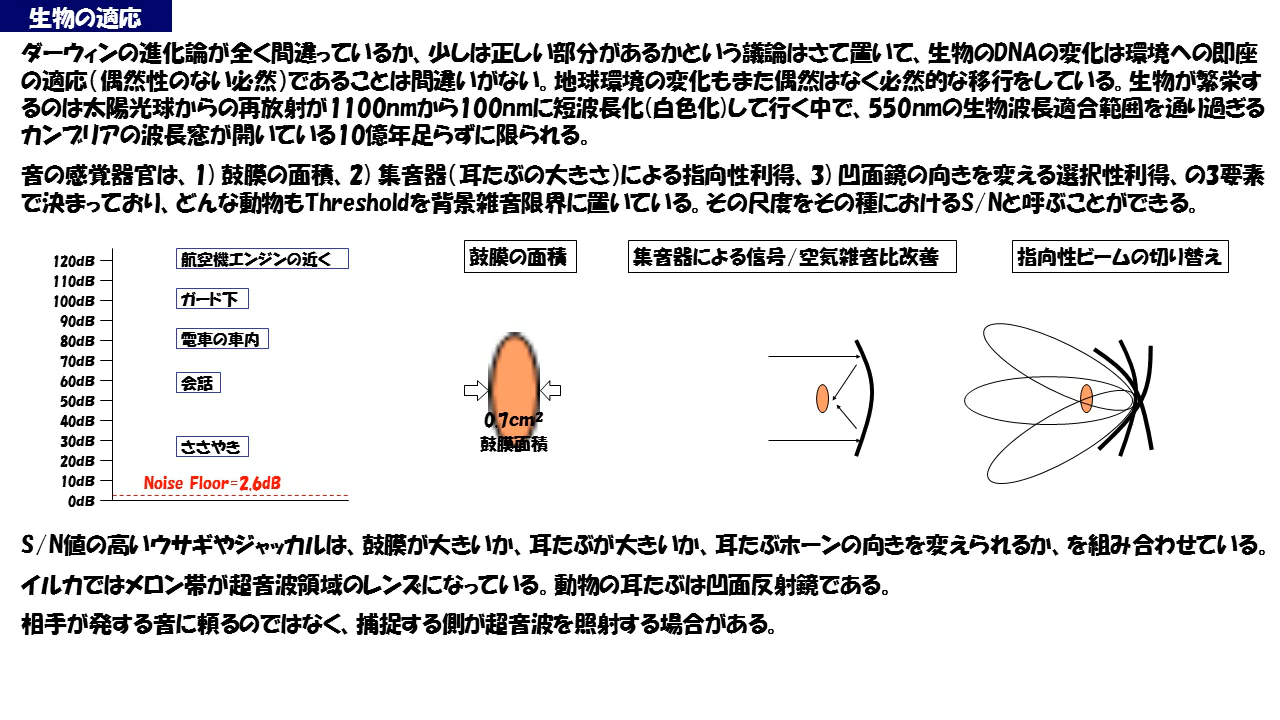 生物の適応
ダーウィンの進化論が全く間違っているか、少しは正しい部分があるかという議論はさて置いて、生物のDNAの変化は環境への即座
の適応(偶然性のない必然)であることは間違いがない。地球環境の変化もまた偶然はなく必然的な移行をしている。生物が繁栄す
るのは太陽光球からの再放射が1100nmから100nmに短波長化(白色化)して行く中で、550nmの生物波長適合範囲を通り過ぎる
カンブリアの波長窓が開いている10億年足らずに限られる。
音の感覚器官は、1) 鼓膜の面積、2) 集音器(耳たぶの大きさ)による指向性利得、3) 凹面鏡の向きを変える選択性利得、の3要素
で決まっており、どんな動物もThresholdを背景雑音限界に置いている。その尺度をその種におけるS/Nと呼ぶことができる。
120dB
110dB
100dB
90dB
80dB
70dB
60dB
50dB
40dB
30dB
20dB
10dB
0dB
航空機エンジンの近く
ガード下
電車の車内
会話
ささやき
Noise Floor=2.6dB
鼓膜の面積
0.7cm²
鼓膜面積
集音器による信号/空気雑音比改善
指向性ビームの切り替え
S/N値の高いウサギやジャッカルは、鼓膜が大きいか、耳たぶが大きいか、耳たぶホーンの向きを変えられるか、を組み合わせている。
イルカではメロン帯が超音波領域のレンズになっている。動物の耳たぶは凹面反射鏡である。
相手が発する音に頼るのではなく、捕捉する側が超音波を照射する場合がある。